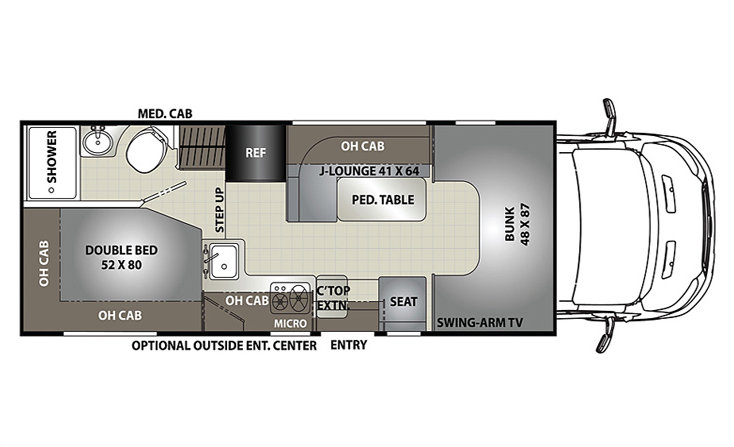 MED. CAB
SHOWER
REF
OH CAB
J-LOUNGE 41 X 64
PED. TABLE
BUNK
48 X 87
STEP UP
OH CAB
DOUBLE BED
52 X 80
OH CAB
OH CAB
MICRO
C'TOP
EXTN.
SEAT
SWING-ARM TV
OPTIONAL OUTSIDE ENT. CENTER
ENTRY